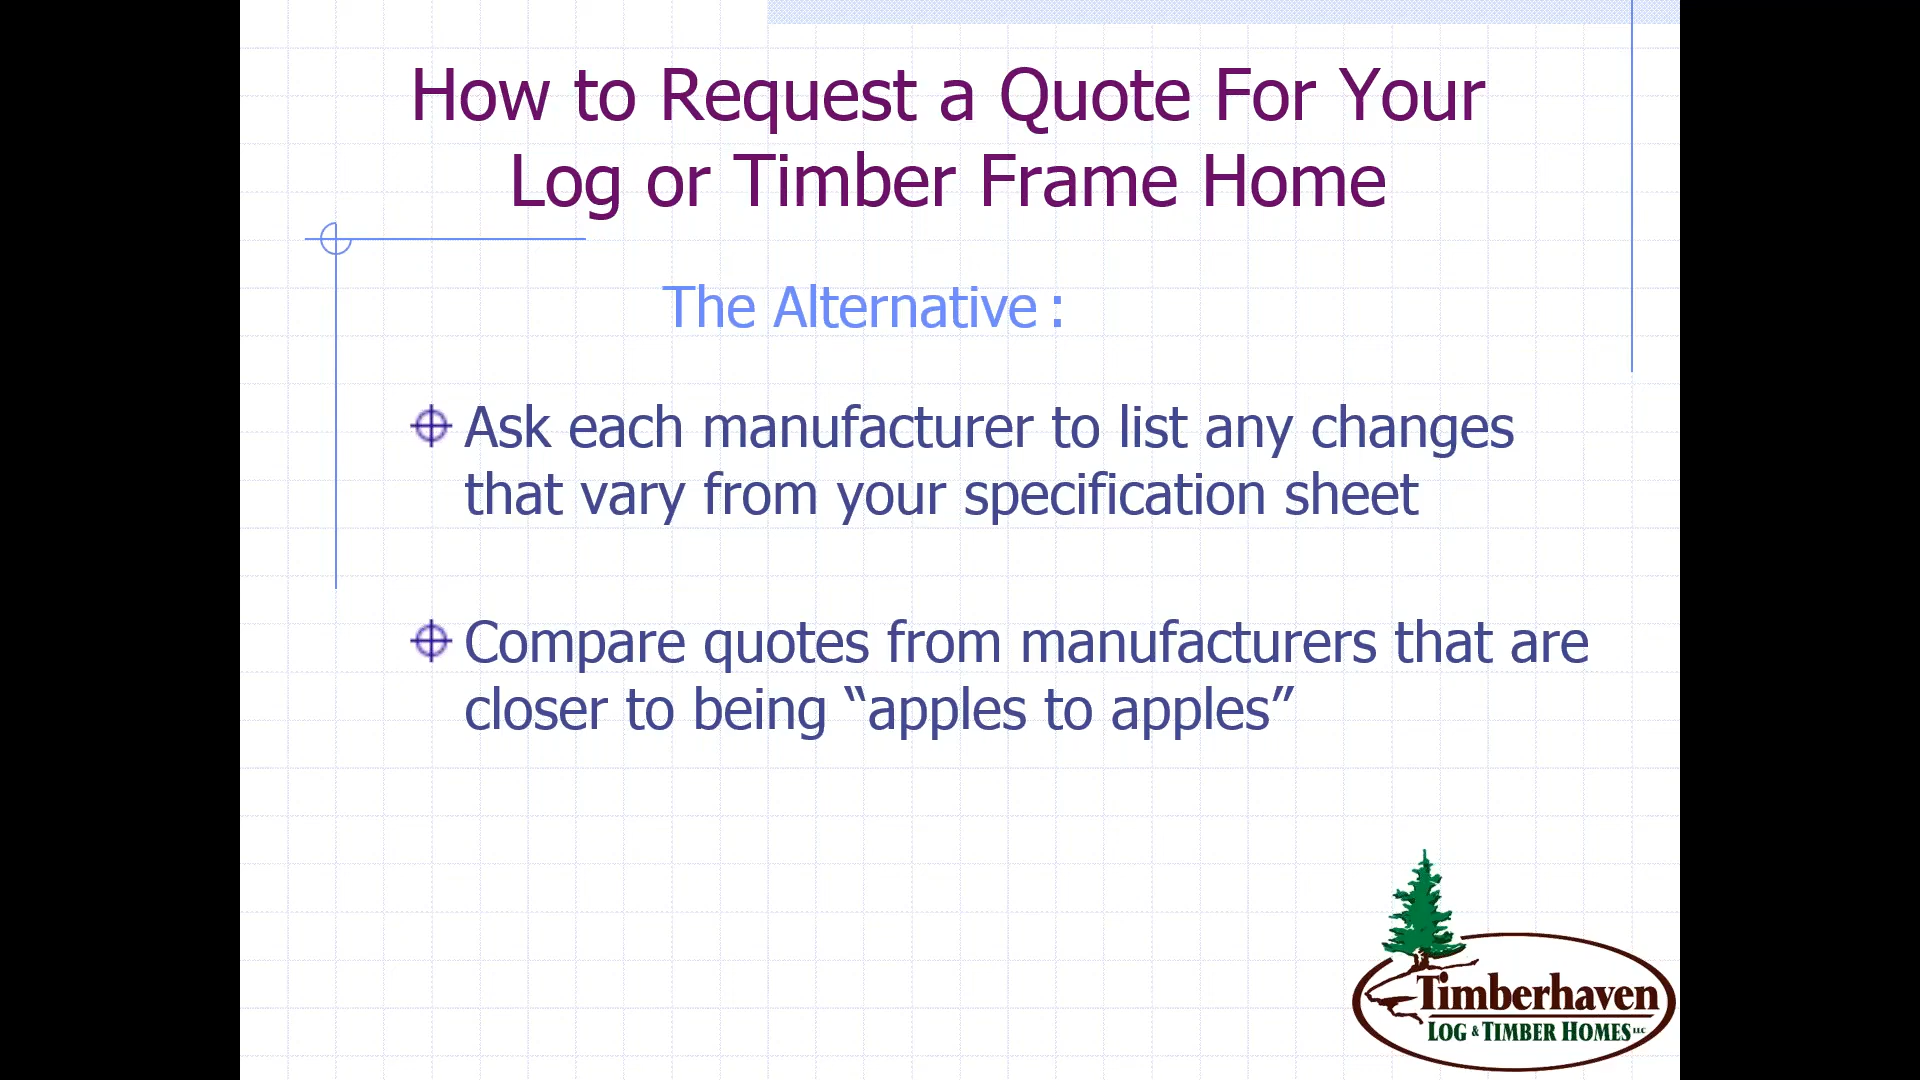 How to Request a Quote For Your
Log or Timber Frame Home
The Alternative :
Ask each manufacturer to list any changes
that vary from your specification sheet
Compare quotes from manufacturers that are
closer to being “apples to apples”
Timberhaven
LOG & TIMBER HOMES LLC